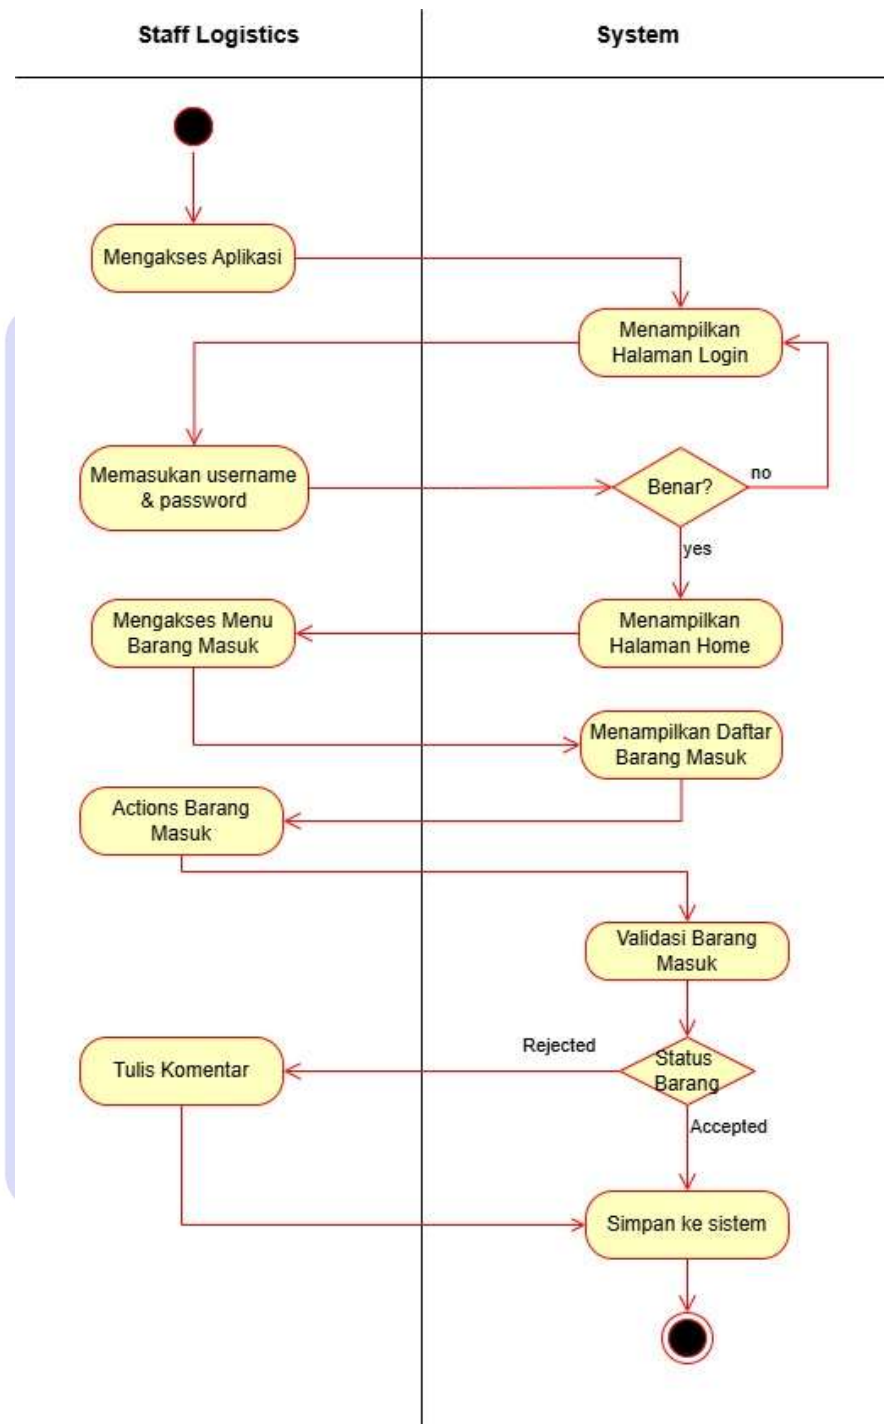 Staff Logistics
System
Mengakses Aplikasi
Menampilkan
Halaman Login
Memasukan username
& password
Benar?
no
yes
Mengakses Menu
Barang Masuk
Menampilkan
Halaman Home
Menampilkan Daftar
Barang Masuk
Actions Barang
Masuk
Validasi Barang
Masuk
Rejected
Status
Barang
Tulis Komentar
Accepted
Simpan ke sistem